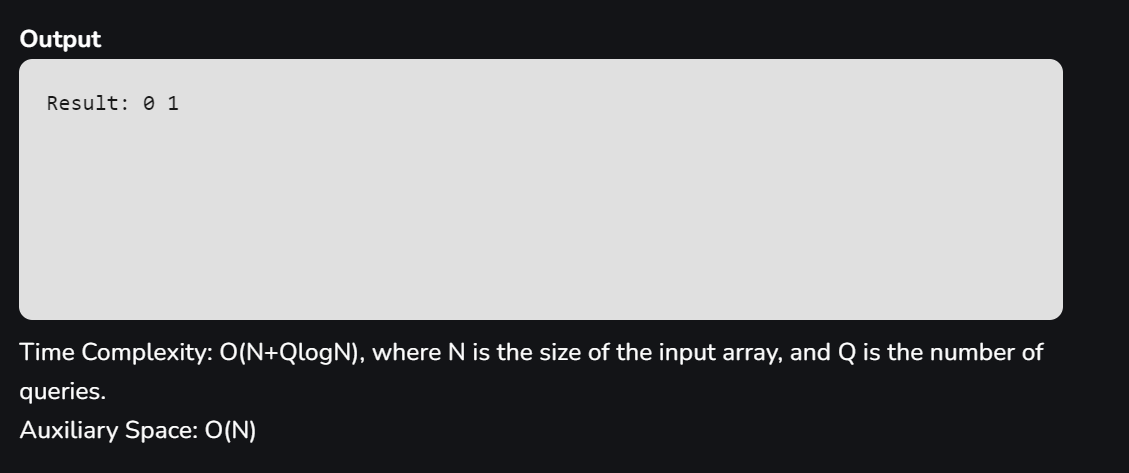 Output
Result: 0 1
Time Complexity: O(N+QlogN), where N is the size of the input array, and Q is the number of
queries.
Auxiliary Space: O(N)